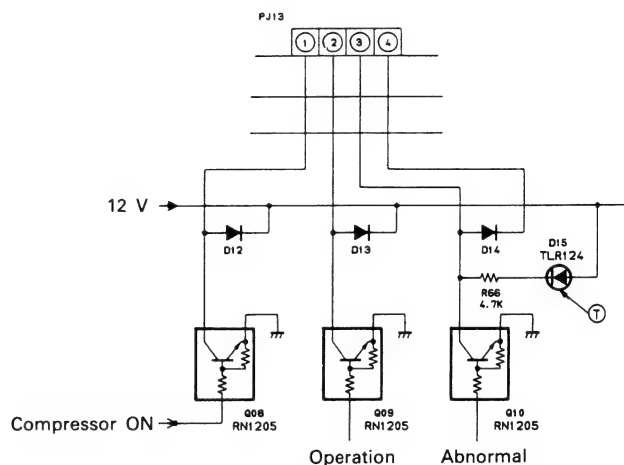 PJ13
1 2 3 4
12 V
D12
D13
D14
D15
TLR124
R66
4.7K
T
Q08
RN1205
Q09
RN1205
Q10
RN1205
Compressor ON
Operation
Abnormal